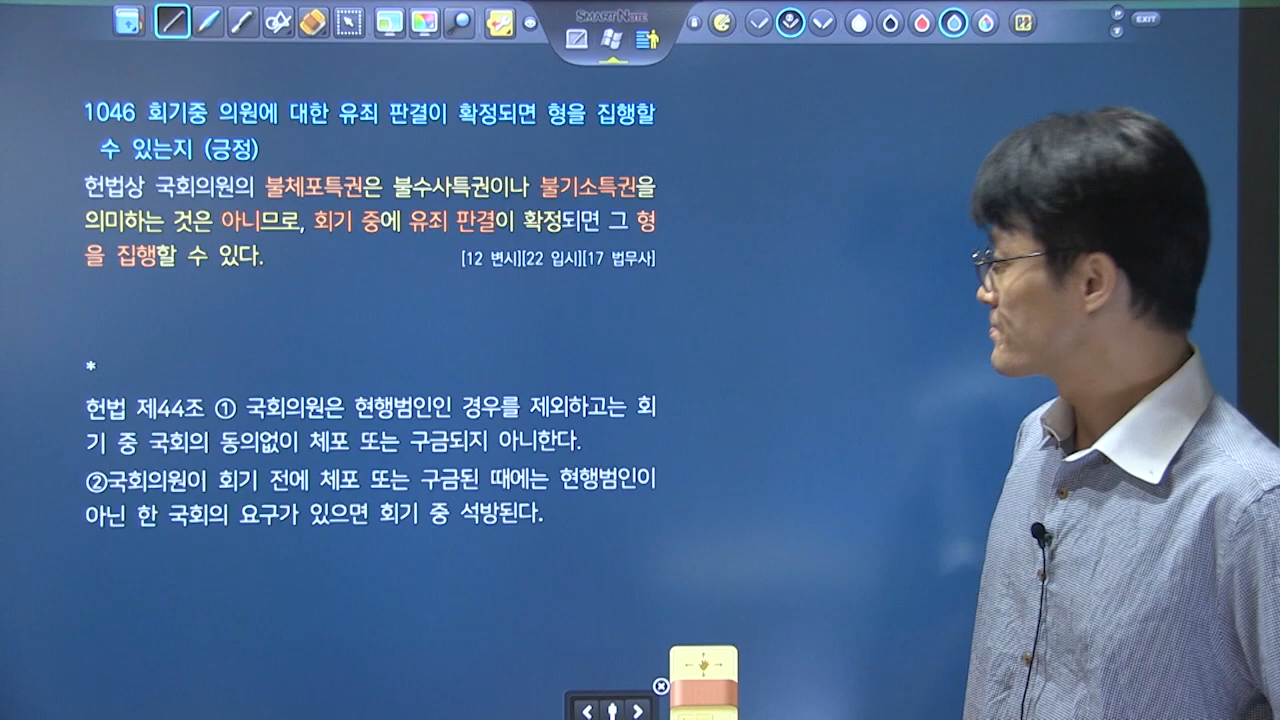 SMARTNOTE
EXIT
1046 회기중 의원에 대한 유죄 판결이 확정되면 형을 집행할
수 있는지 (긍정)
헌법상 국회의원의 불체포특권은 불수사특권이나 불기소특권을
의미하는 것은 아니므로, 회기 중에 유죄 판결이 확정되면 그 형
을 집행할 수 있다.
[12 변시][22 입시][17 법무사]
*
헌법 제44조 ① 국회의원은 현행범인인 경우를 제외하고는 회
기 중 국회의 동의없이 체포 또는 구금되지 아니한다.
②국회의원이 회기 전에 체포 또는 구금된 때에는 현행범인이
아닌 한 국회의 요구가 있으면 회기 중 석방된다.